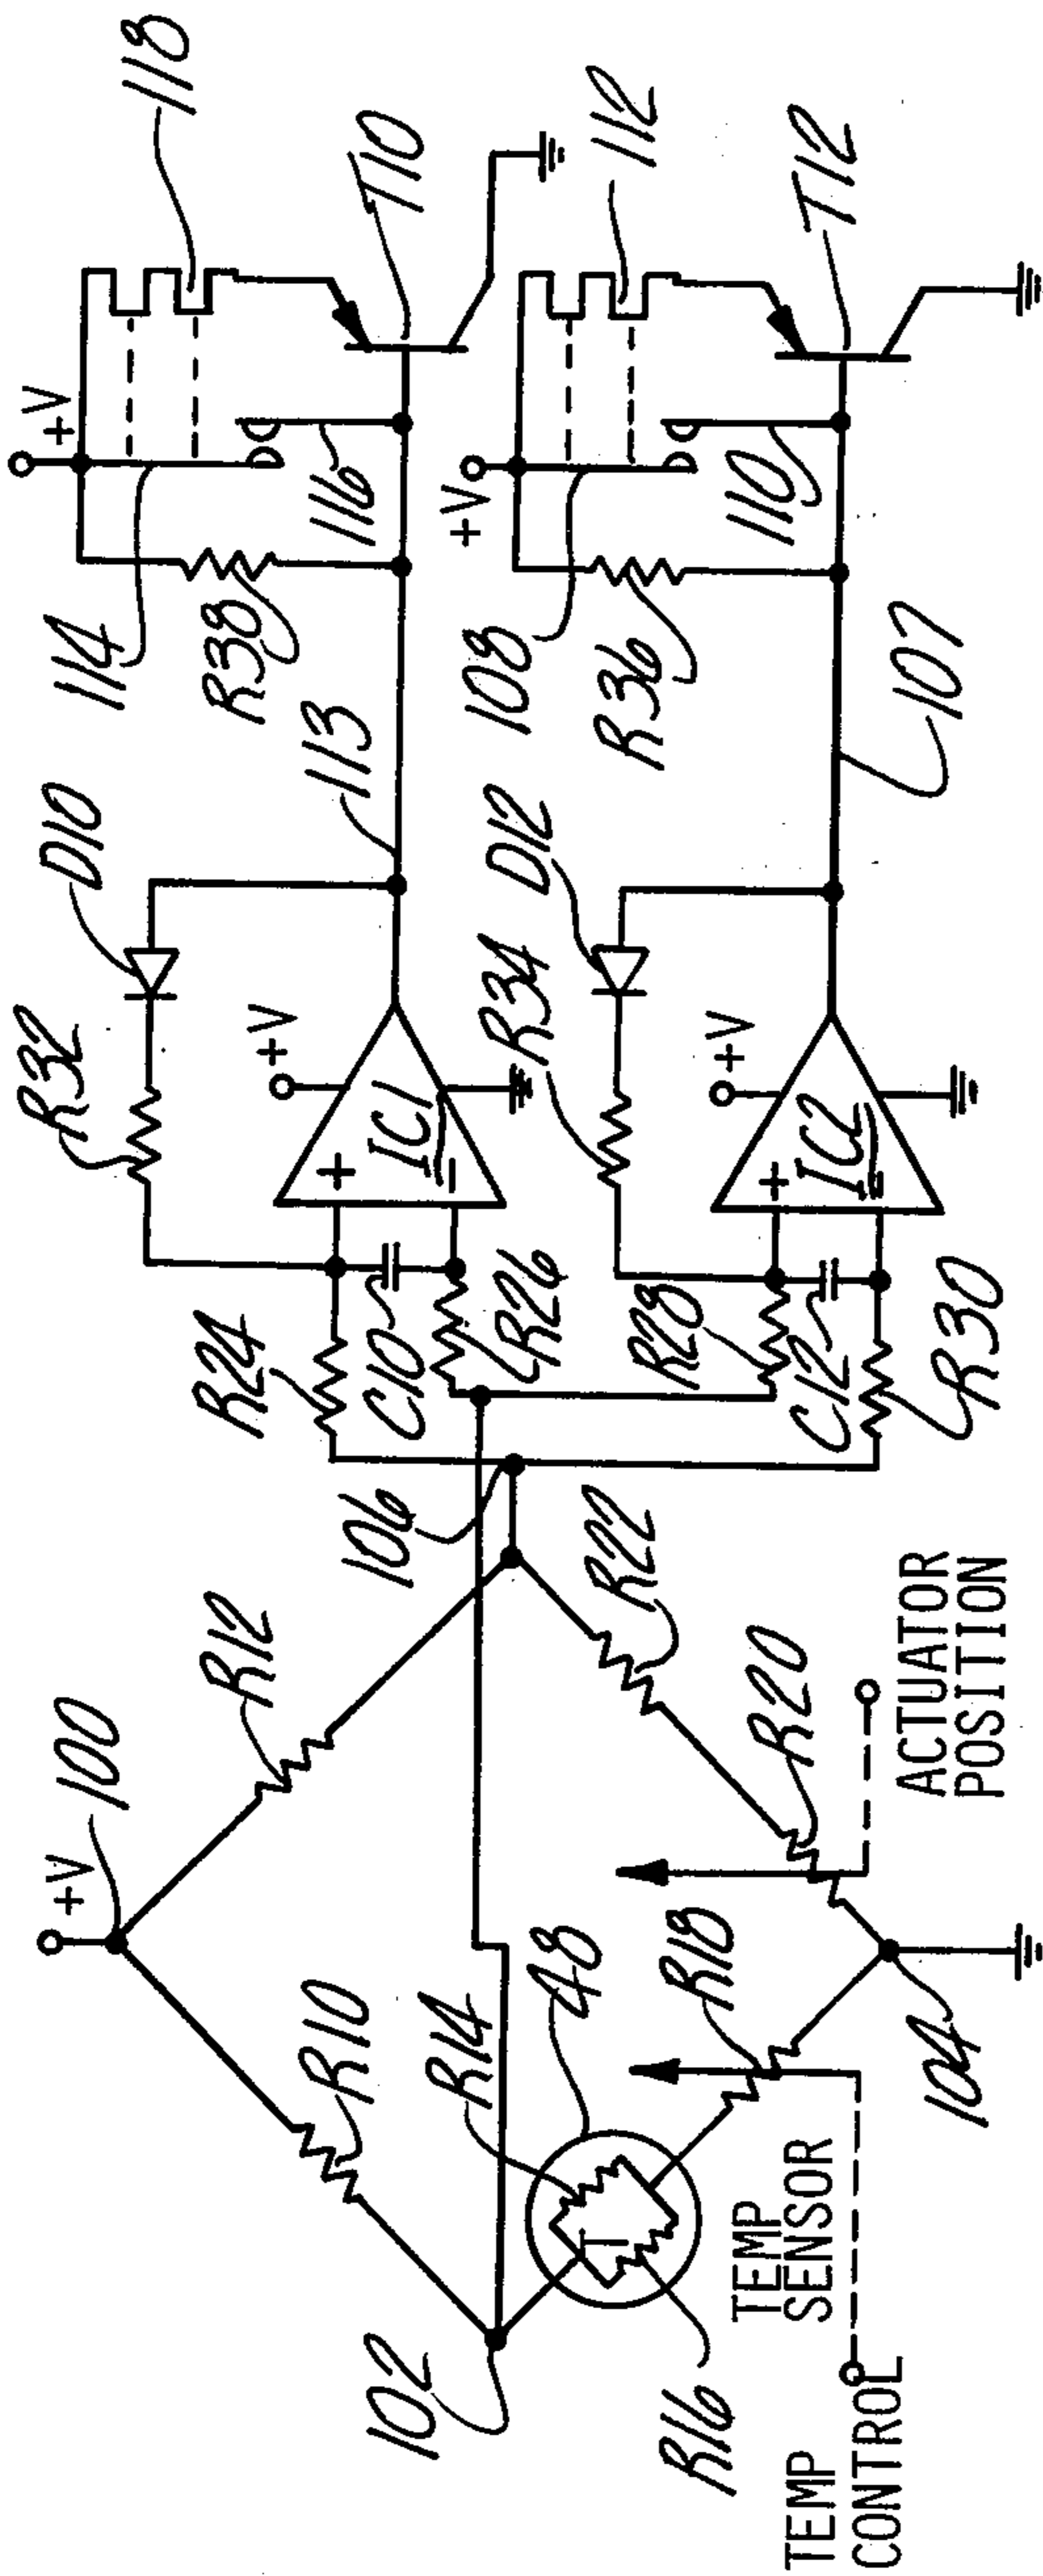 +V
100
R10
R12
102
R14
48
R16
TEMP
SENSOR
R18
TEMP
CONTROL
104
R20
ACTUATOR
POSITION
R22
106
R24
C10
R26
R28
C12
R30
R32
D10
+V
+
IC1
-
113
R34
D12
+V
+
IC2
-
107
114
R38
+V
116
118
T10
108
R36
+V
110
112
T12